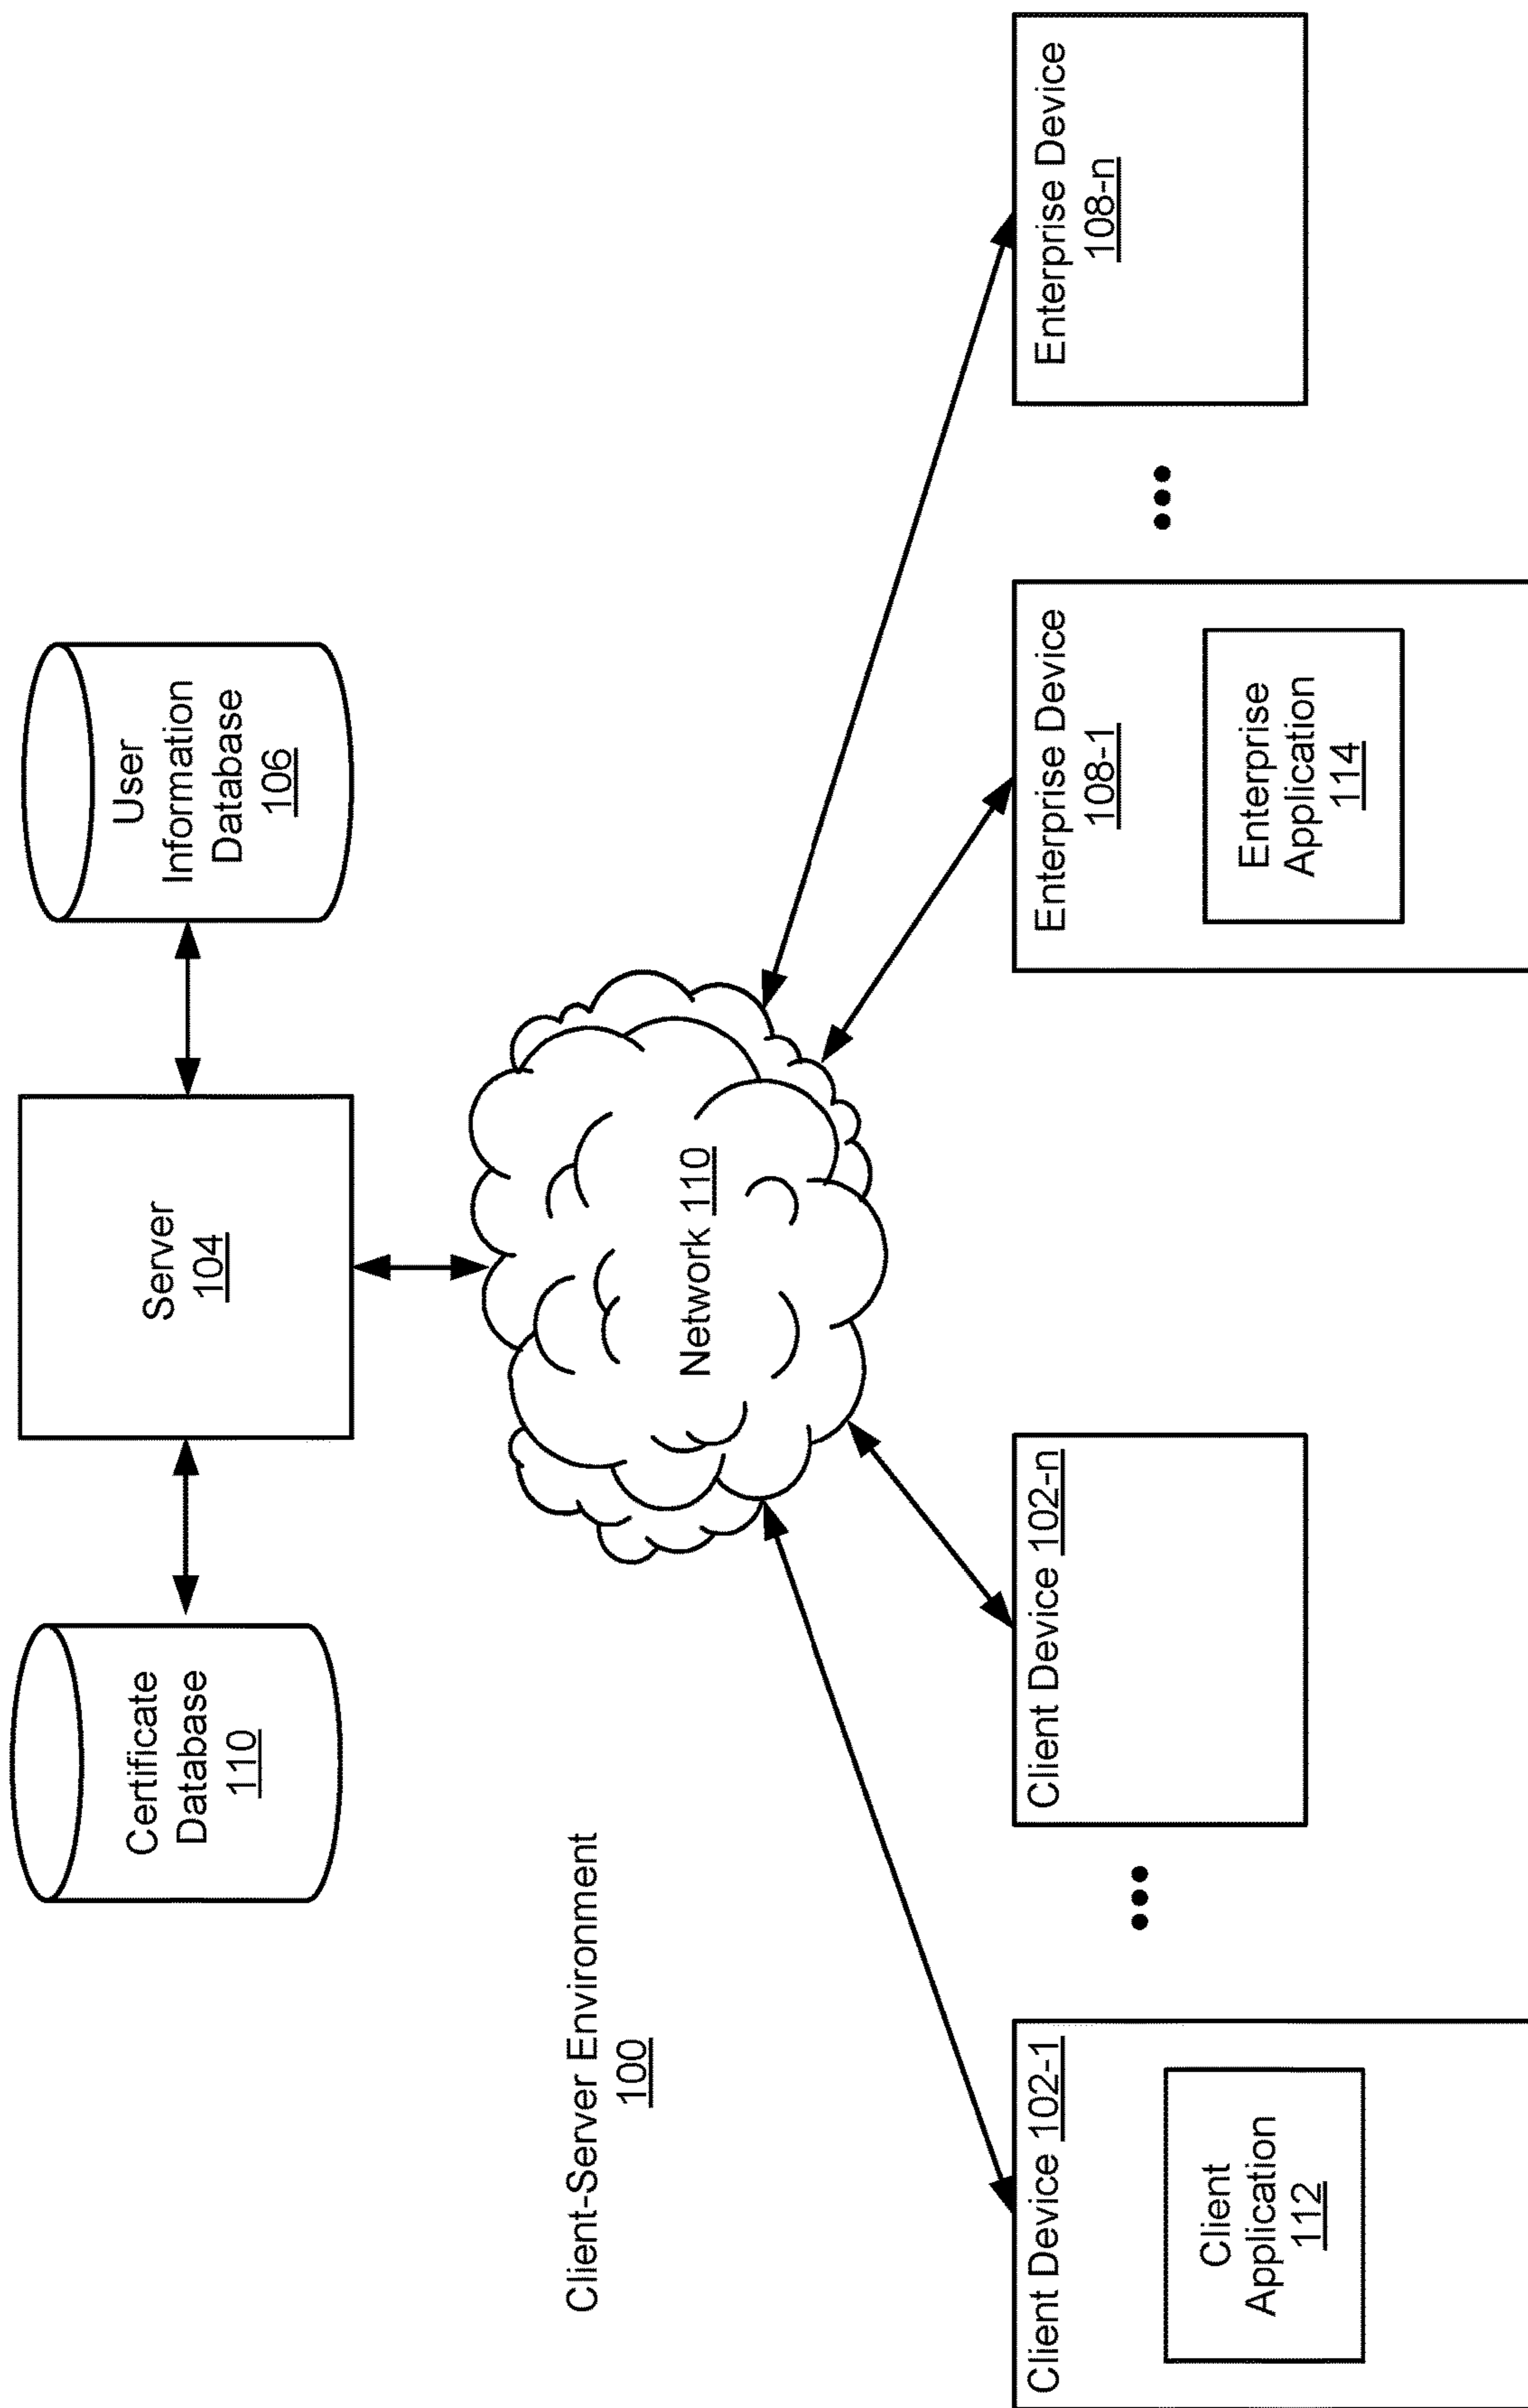 Certificate
Database
110
Server
104
User
Information
Database
106
Client-Server Environment
100
Network 110
Client Device 102-1
Client
Application
112
Client Device 102-n
Enterprise Device
108-1
Enterprise
Application
114
Enterprise Device
108-n